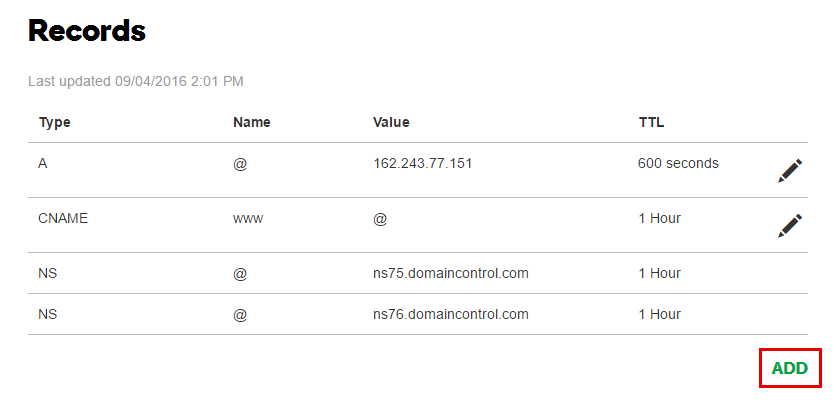 Records
Last updated 09/04/2016 2:01 PM
Type Name Value TTL
A @ 162.243.77.151 600 seconds
CNAME www @ 1 Hour
NS @ ns75.domaincontrol.com 1 Hour
NS @ ns76.domaincontrol.com 1 Hour
ADD